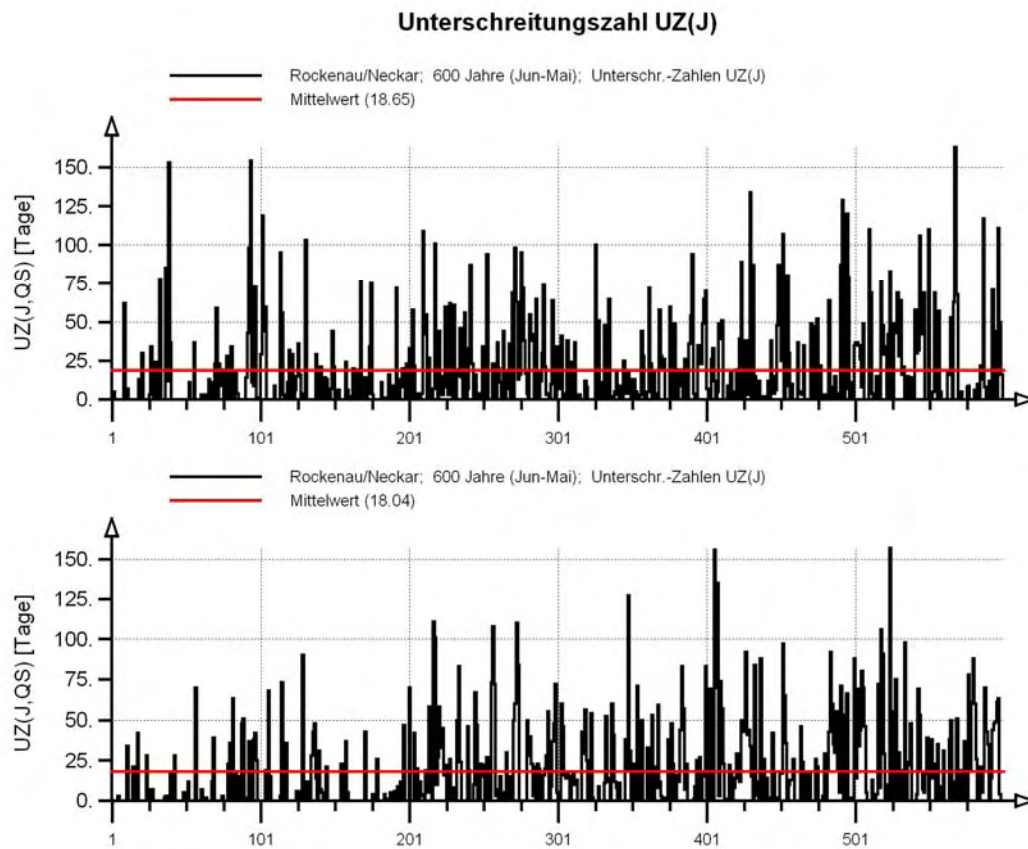 Unterschreitungszahl UZ(J)
Rockenau/Neckar; 600 Jahre (Jun-Mai); Unterschr.-Zahlen UZ(J)
Mittelwert (18.65)
UZ(J,QS) [Tage]
150.
125.
100.
75.
50.
25.
0.
1 101 201 301 401 501
Rockenau/Neckar; 600 Jahre (Jun-Mai); Unterschr.-Zahlen UZ(J)
Mittelwert (18.04)
UZ(J,QS) [Tage]
150.
125.
100.
75.
50.
25.
0.
1 101 201 301 401 501